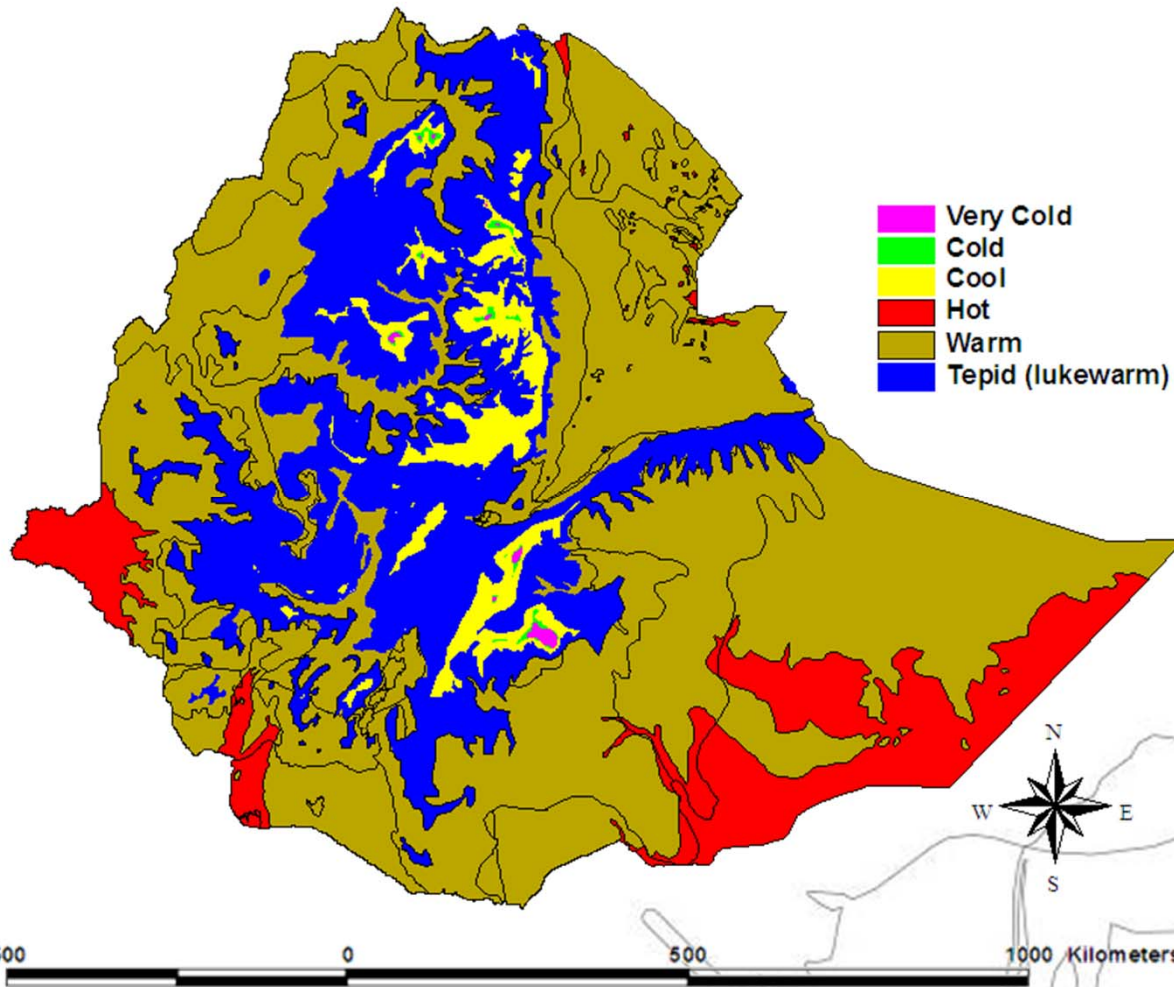 Very Cold
Cold
Cool
Hot
Warm
Tepid (lukewarm)
N
W E
S
0 500 1000 Kilometers